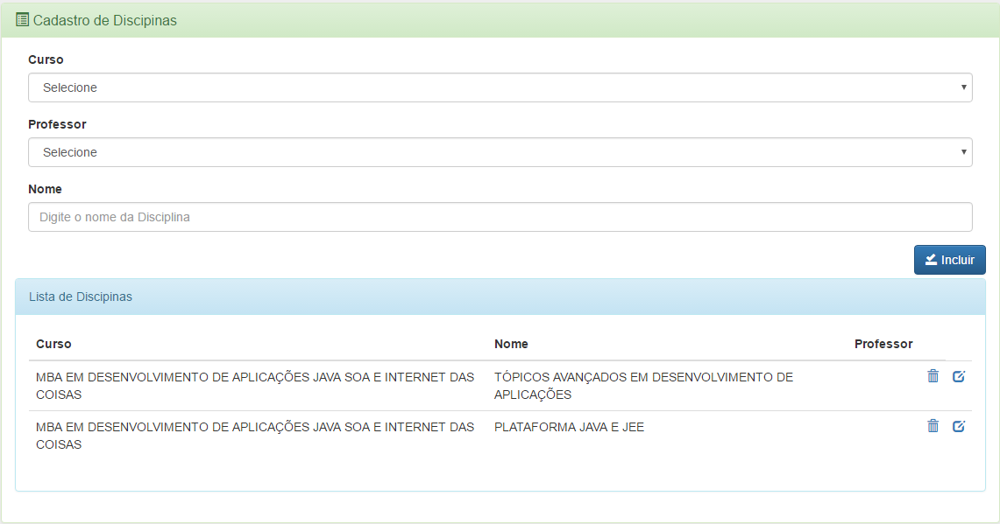 Cadastro de Discipinas
Curso
Selecione
Professor
Selecione
Nome
Digite o nome da Disciplina
Incluir
Lista de Discipinas
Curso Nome Professor
MBA EM DESENVOLVIMENTO DE APLICAÇÕES JAVA SOA E INTERNET DAS
COISAS
TÓPICOS AVANÇADOS EM DESENVOLVIMENTO DE
APLICAÇÕES
MBA EM DESENVOLVIMENTO DE APLICAÇÕES JAVA SOA E INTERNET DAS
COISAS
PLATAFORMA JAVA E JEE